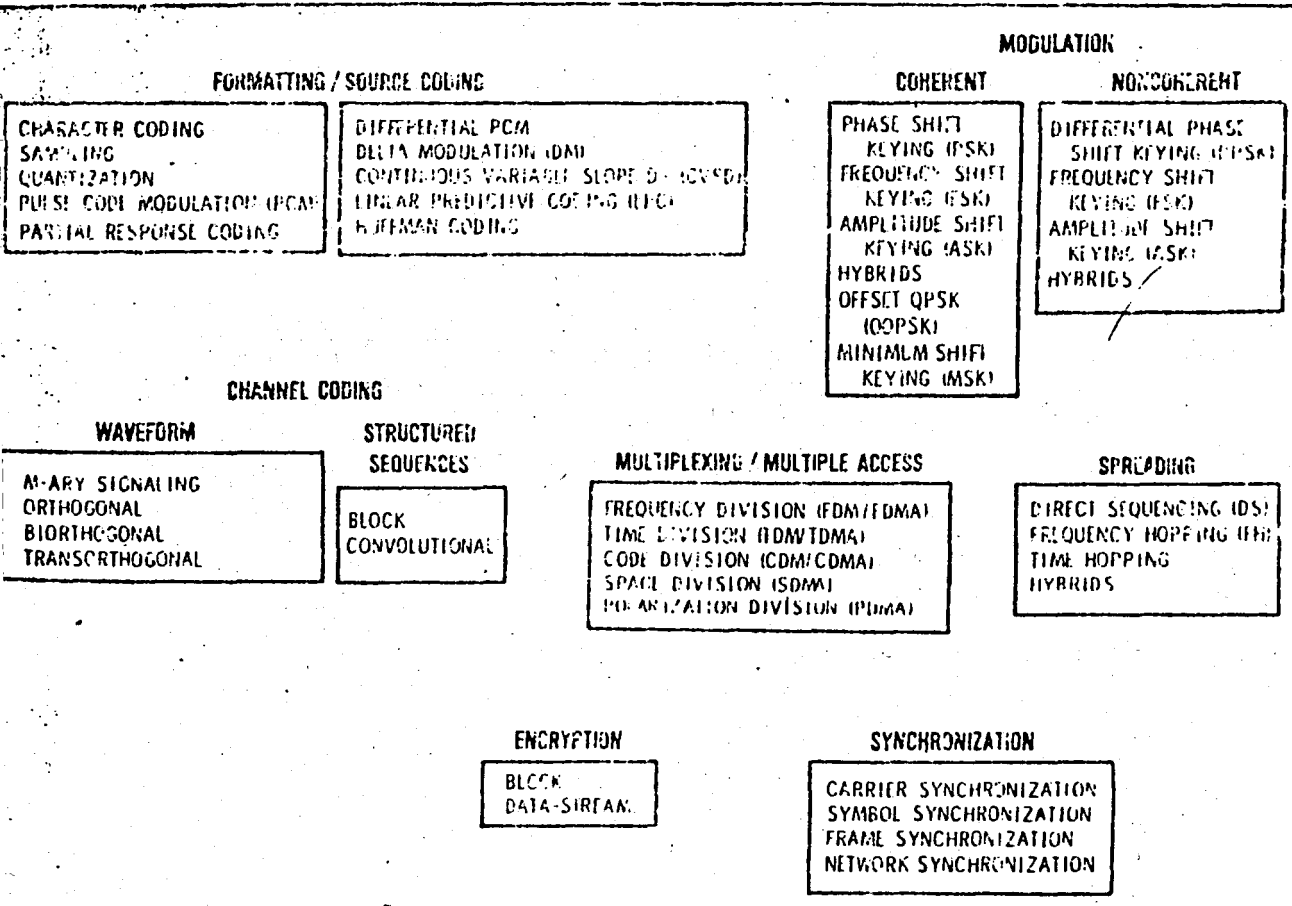 FORMATTING / SOURCE CODING
CHARACTER CODING
SAMPLING
QUANTIZATION
PULSE CODE MODULATION (PCM)
PARTIAL RESPONSE CODING
DIFFERENTIAL PCM
DELTA MODULATION (DM)
CONTINUOUS VARIABLE SLOPE DM (CVSD)
LINEAR PREDICTIVE CODING (LPC)
HUFFMAN CODING
MODULATION
COHERENT
PHASE SHIFT
KEYING (PSK)
FREQUENCY SHIFT
KEYING (FSK)
AMPLITUDE SHIFT
KEYING (ASK)
HYBRIDS
OFFSET QPSK
(OQPSK)
MINIMUM SHIFT
KEYING (MSK)
NONCOHERENT
DIFFERENTIAL PHASE
SHIFT KEYING (DPSK)
FREQUENCY SHIFT
KEYING (FSK)
AMPLITUDE SHIFT
KEYING (ASK)
HYBRIDS
CHANNEL CODING
WAVEFORM
M-ARY SIGNALING
ORTHOGONAL
BIORTHOGONAL
TRANSORTHOGONAL
STRUCTURED
SEQUENCES
BLOCK
CONVOLUTIONAL
MULTIPLEXING / MULTIPLE ACCESS
FREQUENCY DIVISION (FDM/FDMA)
TIME DIVISION (TDM/TDMA)
CODE DIVISION (CDM/CDMA)
SPACE DIVISION (SDMA)
POLARIZATION DIVISION (PDMA)
SPREADING
DIRECT SEQUENCING (DS)
FREQUENCY HOPPING (FH)
TIME HOPPING
HYBRIDS
ENCRYPTION
BLOCK
DATA-STREAM
SYNCHRONIZATION
CARRIER SYNCHRONIZATION
SYMBOL SYNCHRONIZATION
FRAME SYNCHRONIZATION
NETWORK SYNCHRONIZATION